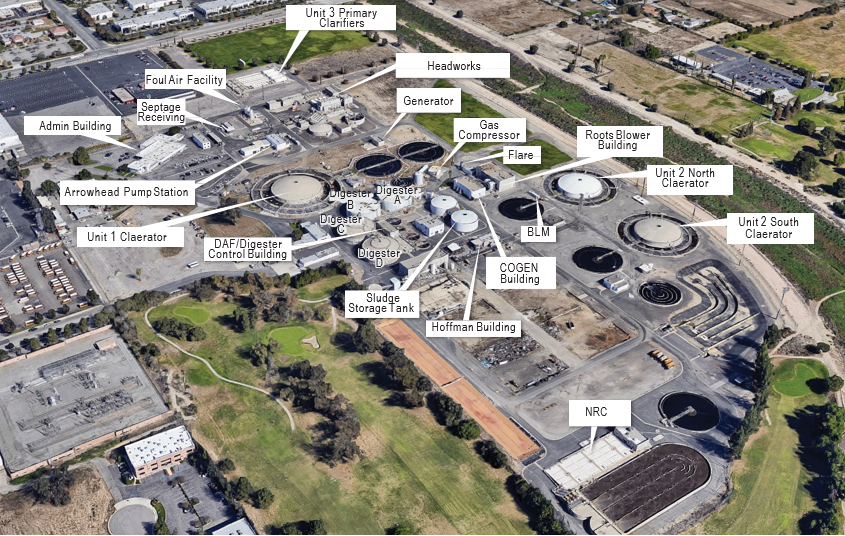 Unit 3 Primary
Clarifiers
Headworks
Foul Air Facility
Generator
Septage
Receiving
Admin Building
Gas
Compressor
Roots Blower
Building
Flare
Unit 2 North
Claerator
Arrowhead Pump Station
Digester
B
Digester
A
Unit 1 Claerator
Digester
C
BLM
Unit 2 South
Claerator
DAF/Digester
Control Building
Digester
D
COGEN
Building
Sludge
Storage Tank
Hoffman Building
NRC